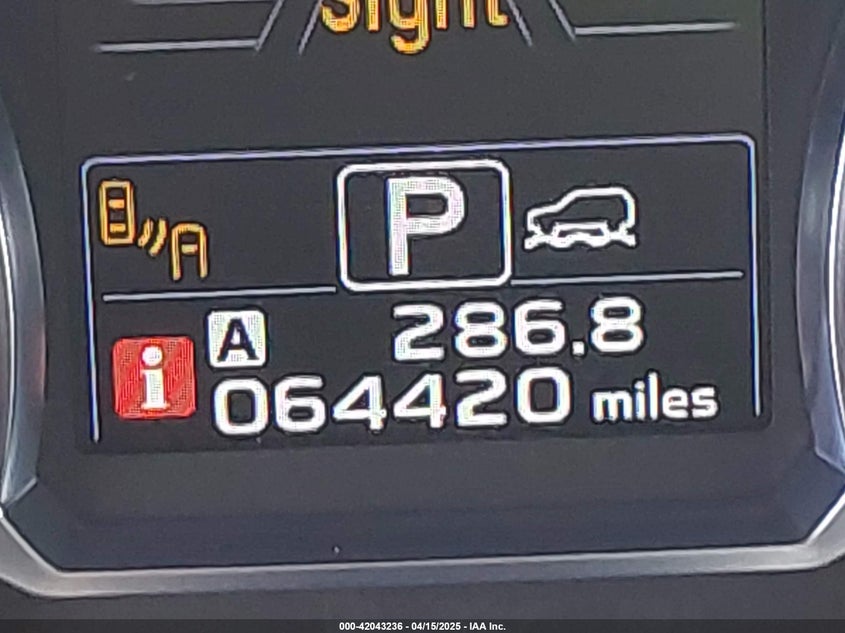 Sight
P
A 286.8
i 064420 miles
000-42043236 - 04/15/2025 - IAA Inc.